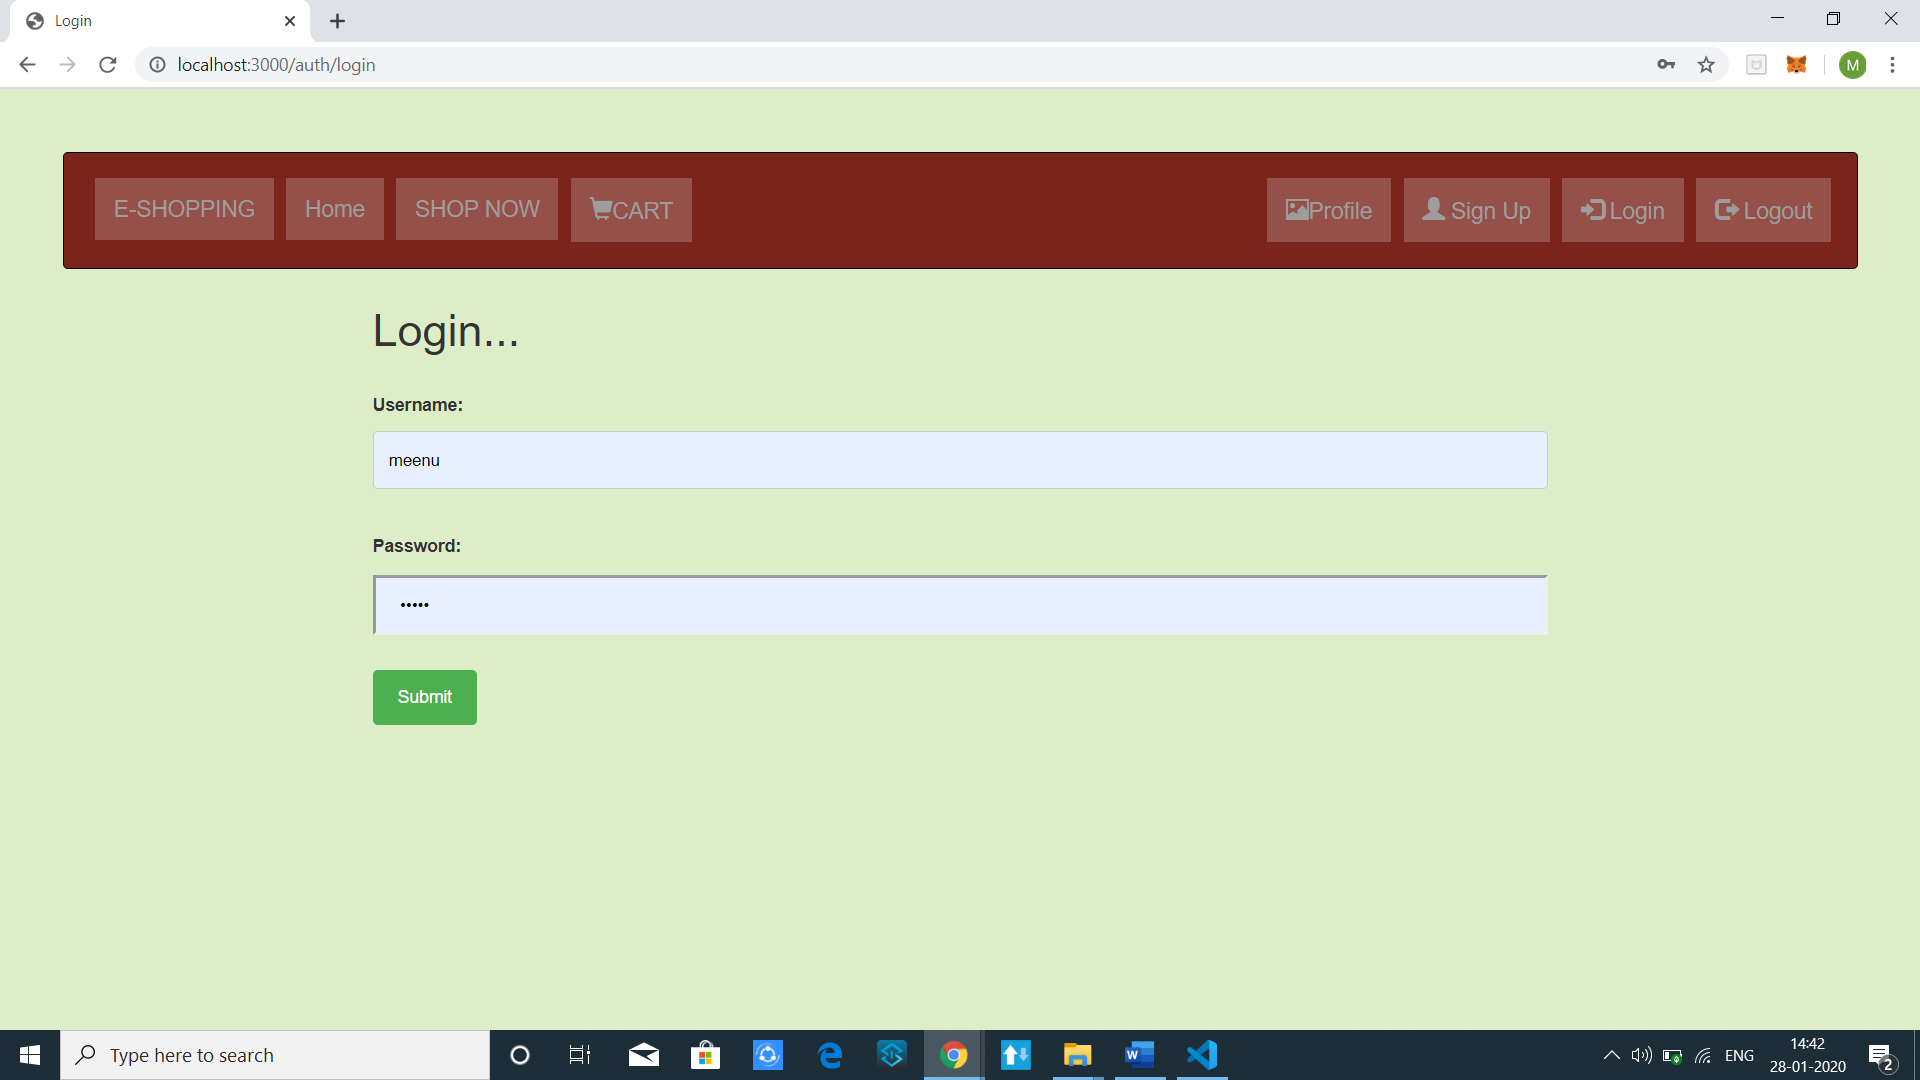 Login
localhost:3000/auth/login
M
E-SHOPPING Home SHOP NOW CART Profile Sign Up Login Logout
Login...
Username:
meenu
Password:
•••••
Submit
Type here to search
W
ENG
14:42
28-01-2020
2